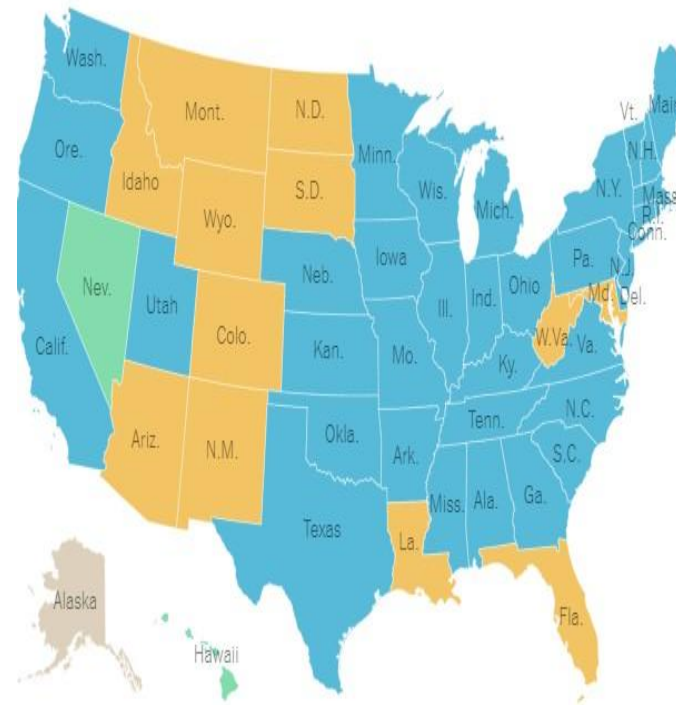 Wash.
Mont.
N.D.
Minn.
Vt.
Main
Ore.
Idaho
S.D.
Wis.
Mich.
N.Y.
N.H.
Mass
R.I.
Conn.
Wyo.
Neb.
Iowa
Pa.
N.J.
Nev.
Utah
Colo.
Ill.
Ind.
Ohio
Md.
Del.
Calif.
Kan.
Mo.
W.Va.
Va.
Ky.
Ariz.
N.M.
Okla.
Ark.
Tenn.
N.C.
S.C.
Texas
La.
Miss.
Ala.
Ga.
Fla.
Alaska
Hawaii